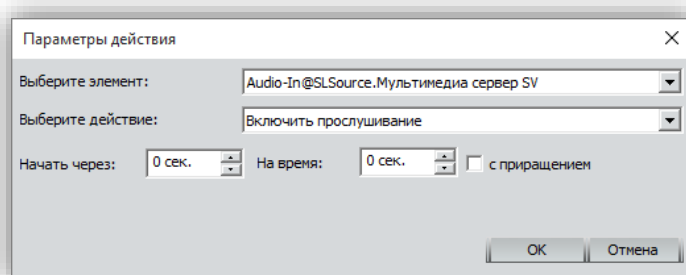 Параметры действия
Выберите элемент: Audio-In@SLSource.Мультимедиа сервер SV
Выберите действие: Включить прослушивание
Начать через: 0 сек. На время: 0 сек. с приращением
ОК Отмена